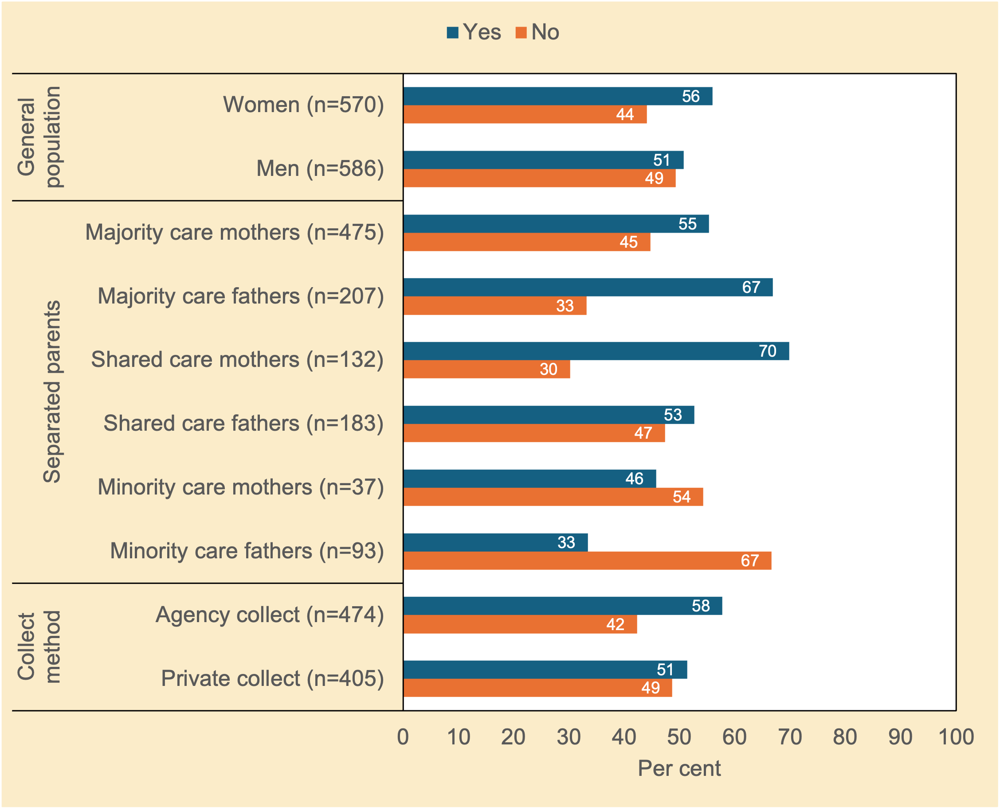 Yes No
General
population
Women (n=570)
56
44
Men (n=586)
51
49
Separated parents
Majority care mothers (n=475)
55
45
Majority care fathers (n=207)
67
33
Shared care mothers (n=132)
70
30
Shared care fathers (n=183)
53
47
Minority care mothers (n=37)
46
54
Minority care fathers (n=93)
33
67
Collect
method
Agency collect (n=474)
58
42
Private collect (n=405)
51
49
0 10 20 30 40 50 60 70 80 90 100
Per cent